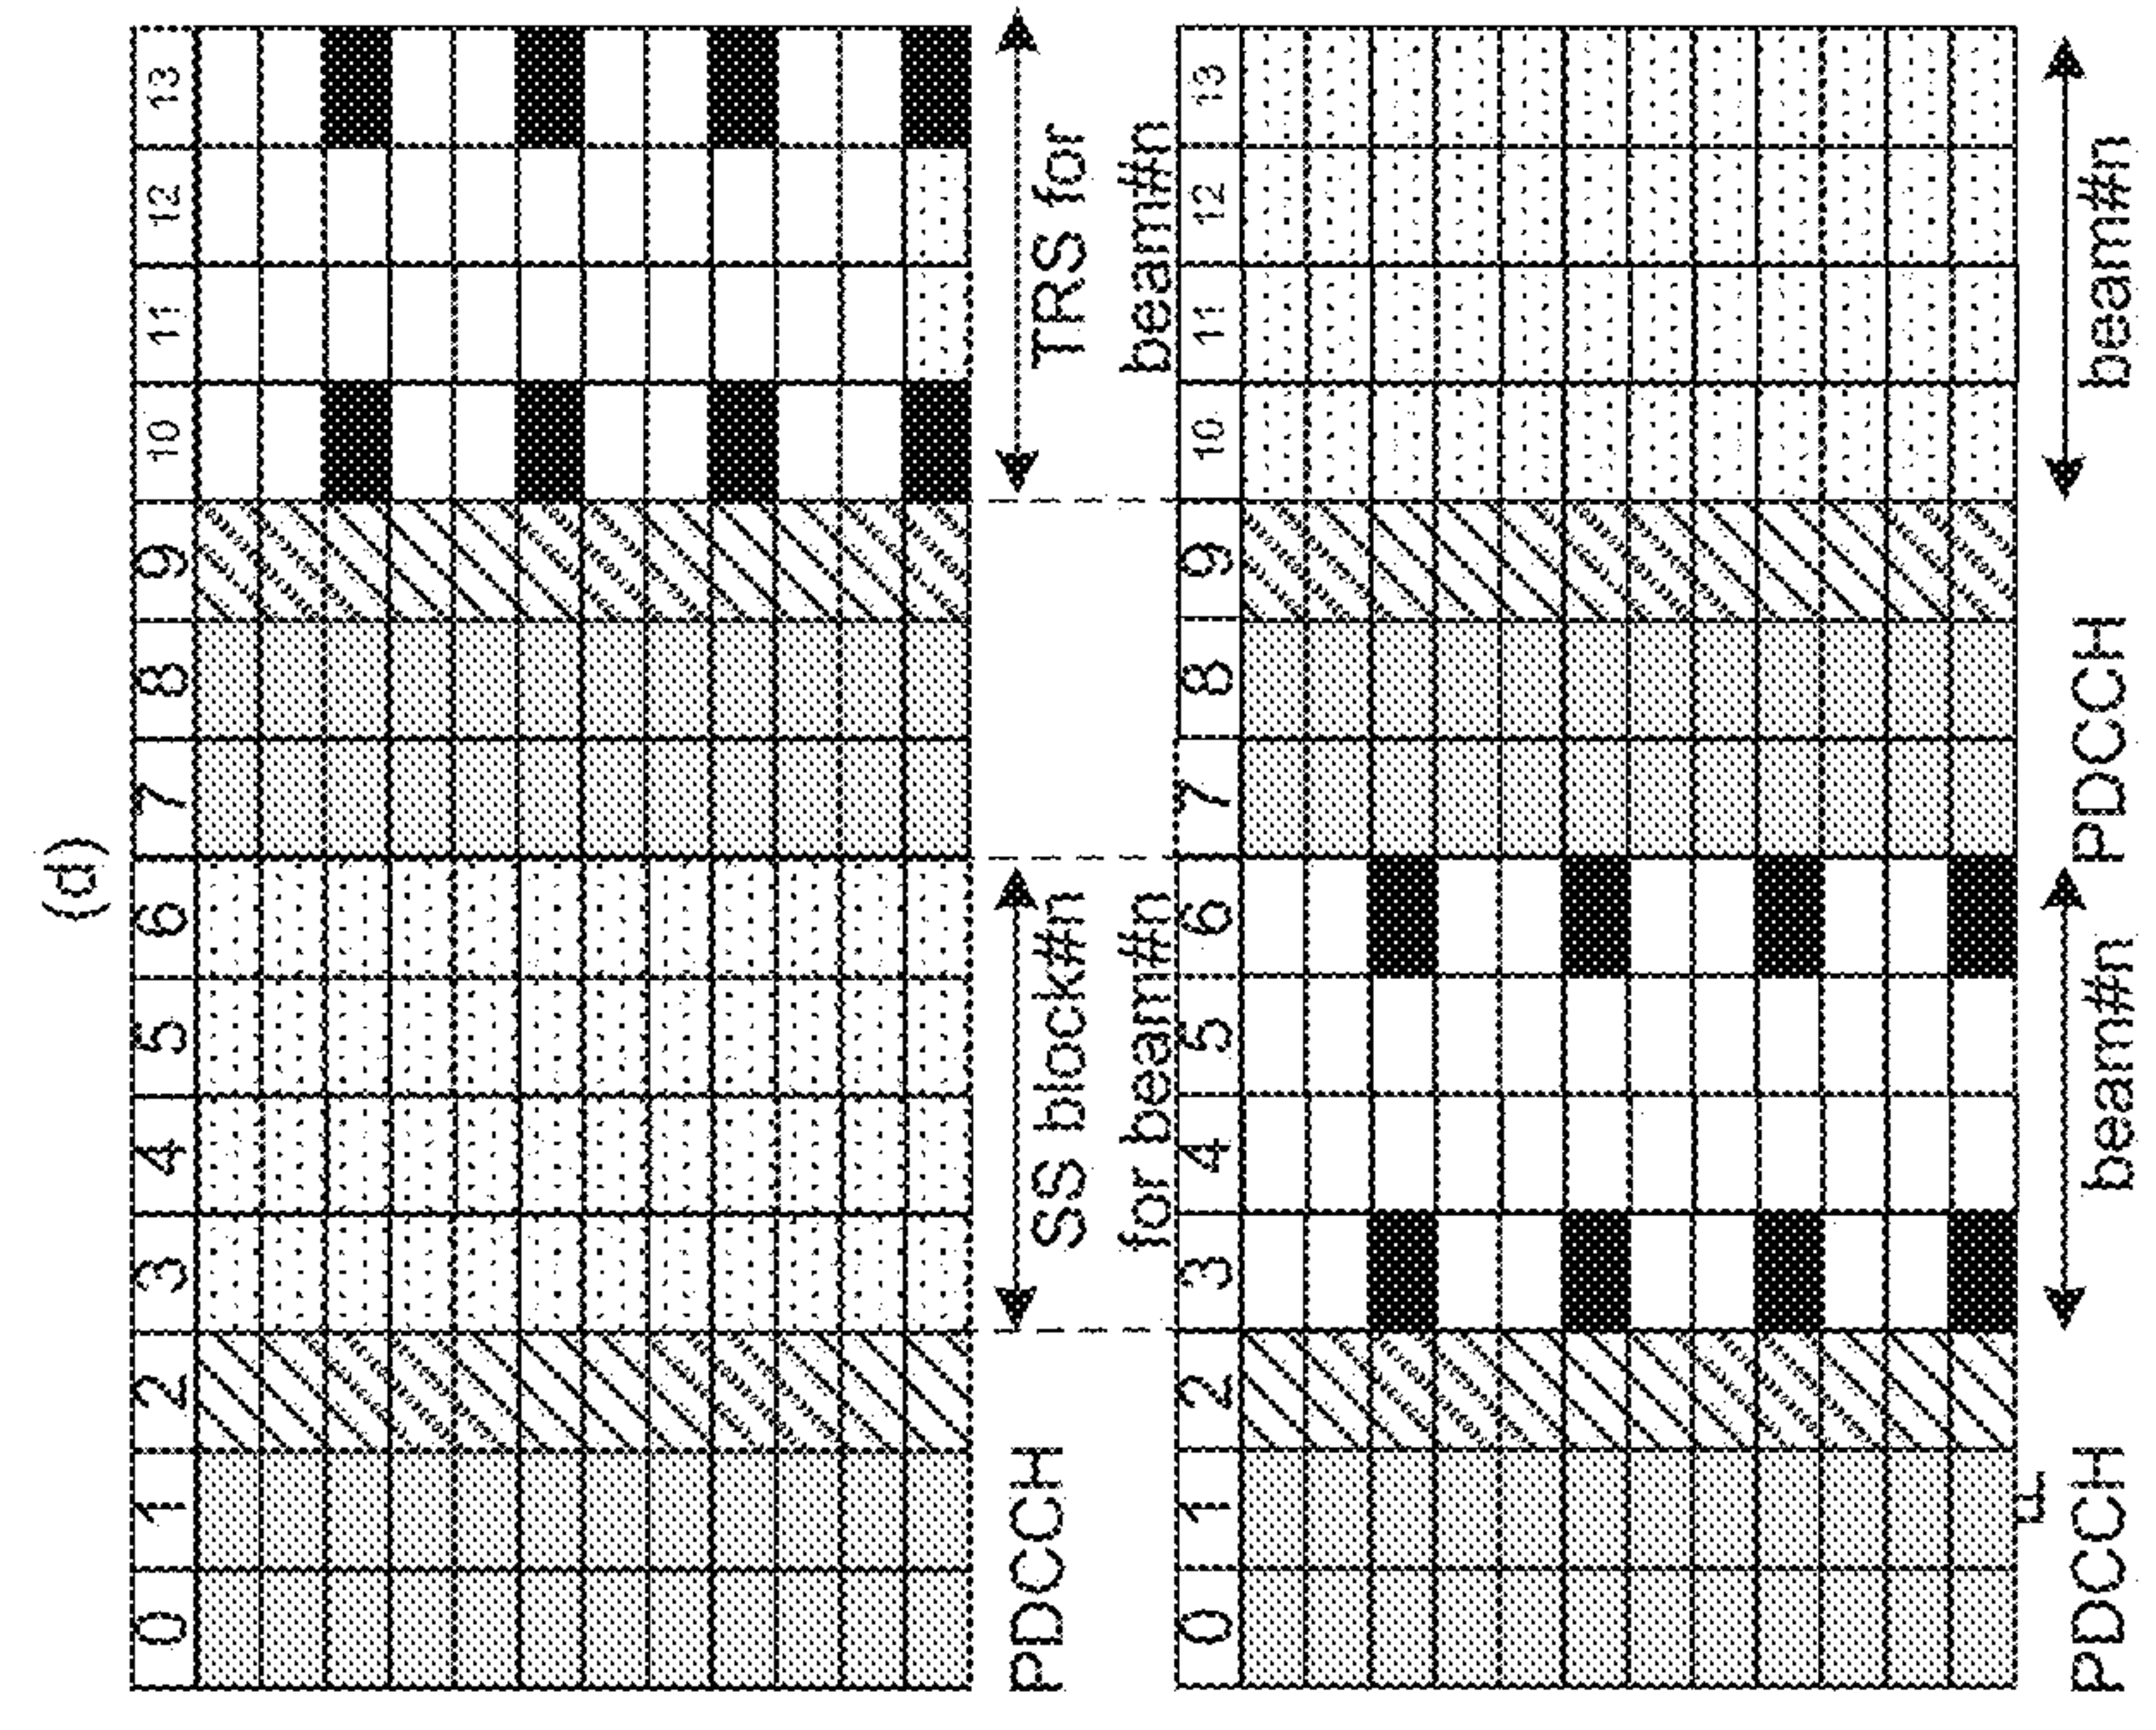 (d)
0 1 2 3 4 5 6 7 8 9 10 11 12 13
PDCCH
SS block#n
for beam#n
TRS for
beam#n
0 1 2 3 4 5 6 7 8 9 10 11 12 13
F
PDCCH
beam#n
PDCCH
beam#n